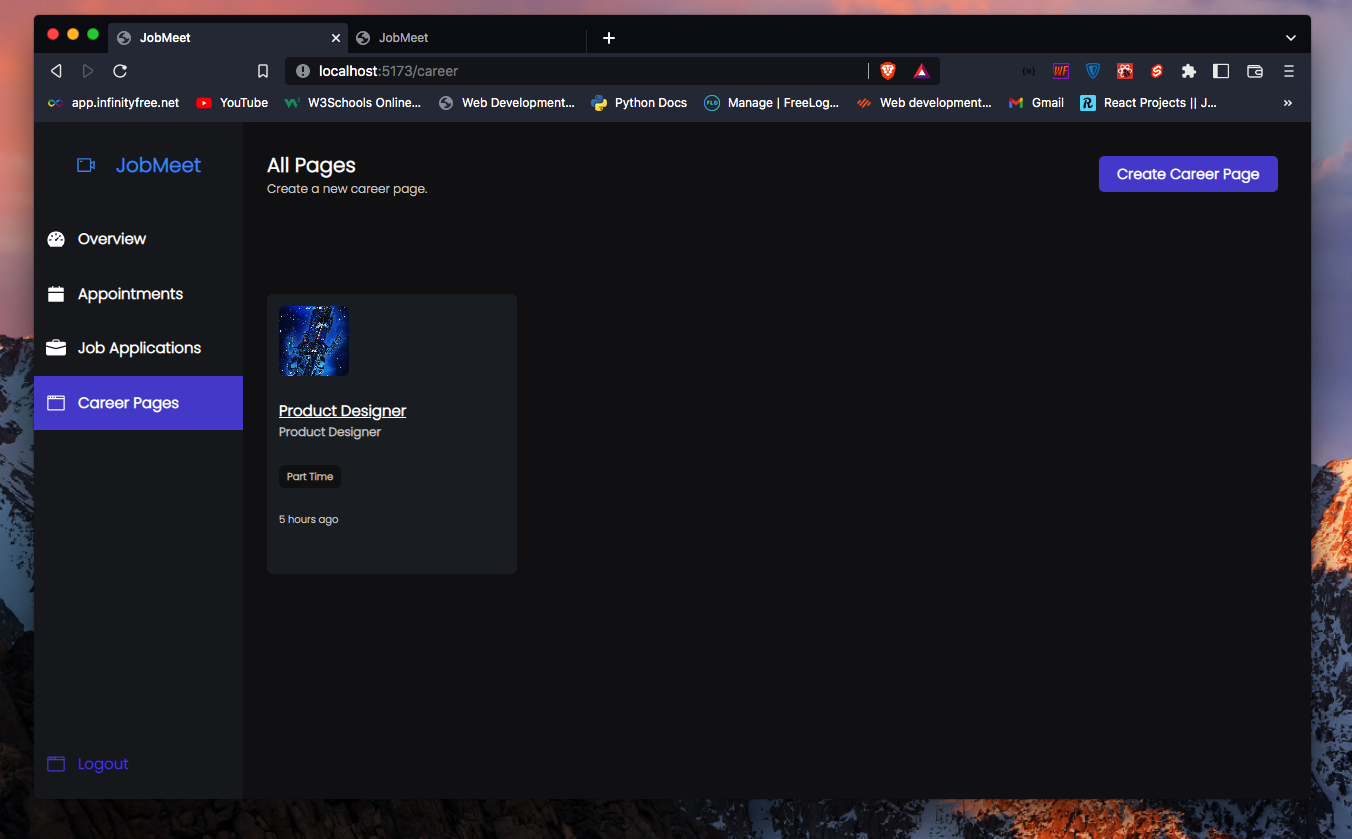 JobMeet
JobMeet
localhost:5173/career
app.infinityfree.net
YouTube
W3Schools Online...
Web Development...
Python Docs
FLD
Manage | FreeLog...
Web development...
Gmail
React Projects || J...
JobMeet
All Pages
Create a new career page.
Create Career Page
Overview
Appointments
Job Applications
Career Pages
Product Designer
Product Designer
Part Time
5 hours ago
Logout